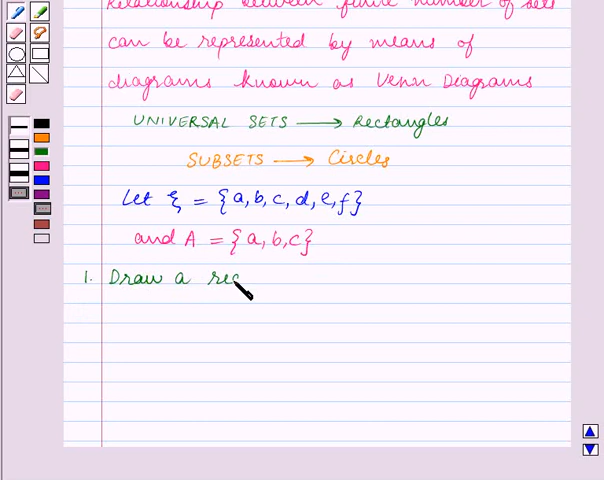 Relationship between finite number of sets
can be represented by means of
diagrams known as Venn Diagrams
UNIVERSAL SETS → Rectangles
SUBSETS → Circles
Let ξ = {a, b, c, d, e, f}
and A = {a, b, c}
1. Draw a rec